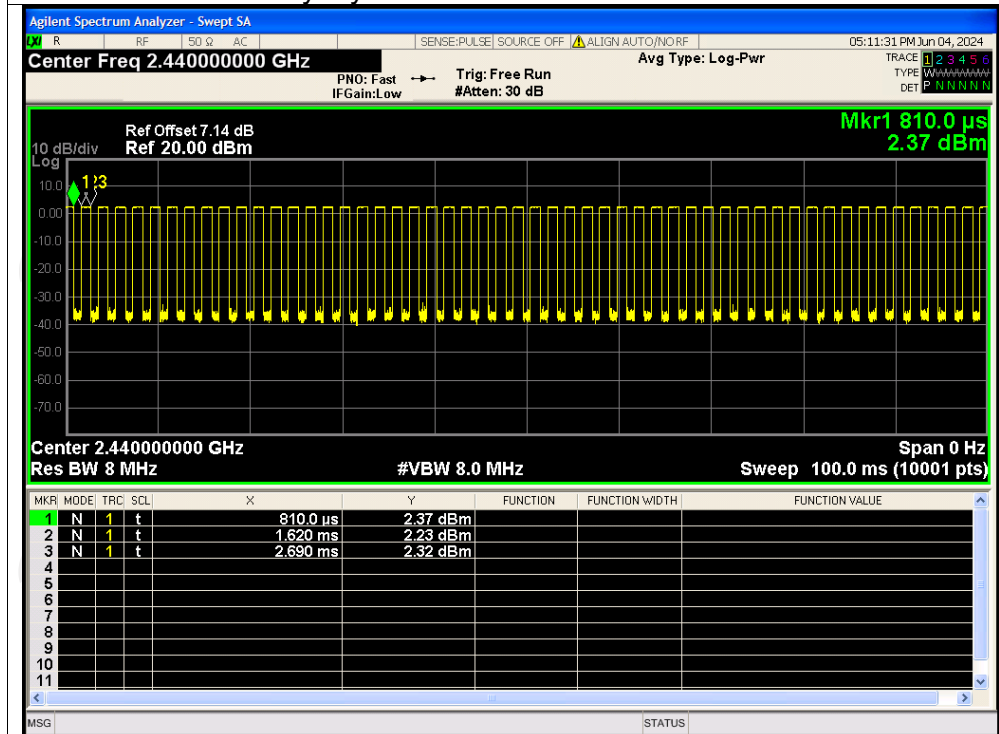 Agilent Spectrum Analyzer - Swept SA
LXI R RF 50 Ω AC SENSE:PULSE SOURCE OFF ALIGN AUTO/NO RF 05:11:31 PM Jun 04, 2024
Center Freq 2.440000000 GHz Avg Type: Log-Pwr TRACE 1 2 3 4 5 6
PNO: Fast Trig: Free Run TYPE WWWWWW
IFGain:Low #Atten: 30 dB DET P N N N N N
Mkr1 810.0 µs
Ref Offset 7.14 dB
10 dB/div Ref 20.00 dBm 2.37 dBm
Log
10.0
1 2 3
0.00
-10.0
-20.0
-30.0
-40.0
-50.0
-60.0
-70.0
Center 2.440000000 GHz Span 0 Hz
Res BW 8 MHz #VBW 8.0 MHz Sweep 100.0 ms (10001 pts)
MKR MODE TRC SCL X Y FUNCTION FUNCTION WIDTH FUNCTION VALUE
1 N 1 t 810.0 µs 2.37 dBm
2 N 1 t 1.620 ms 2.23 dBm
3 N 1 t 2.690 ms 2.32 dBm
4
5
6
7
8
9
10
11
MSG STATUS